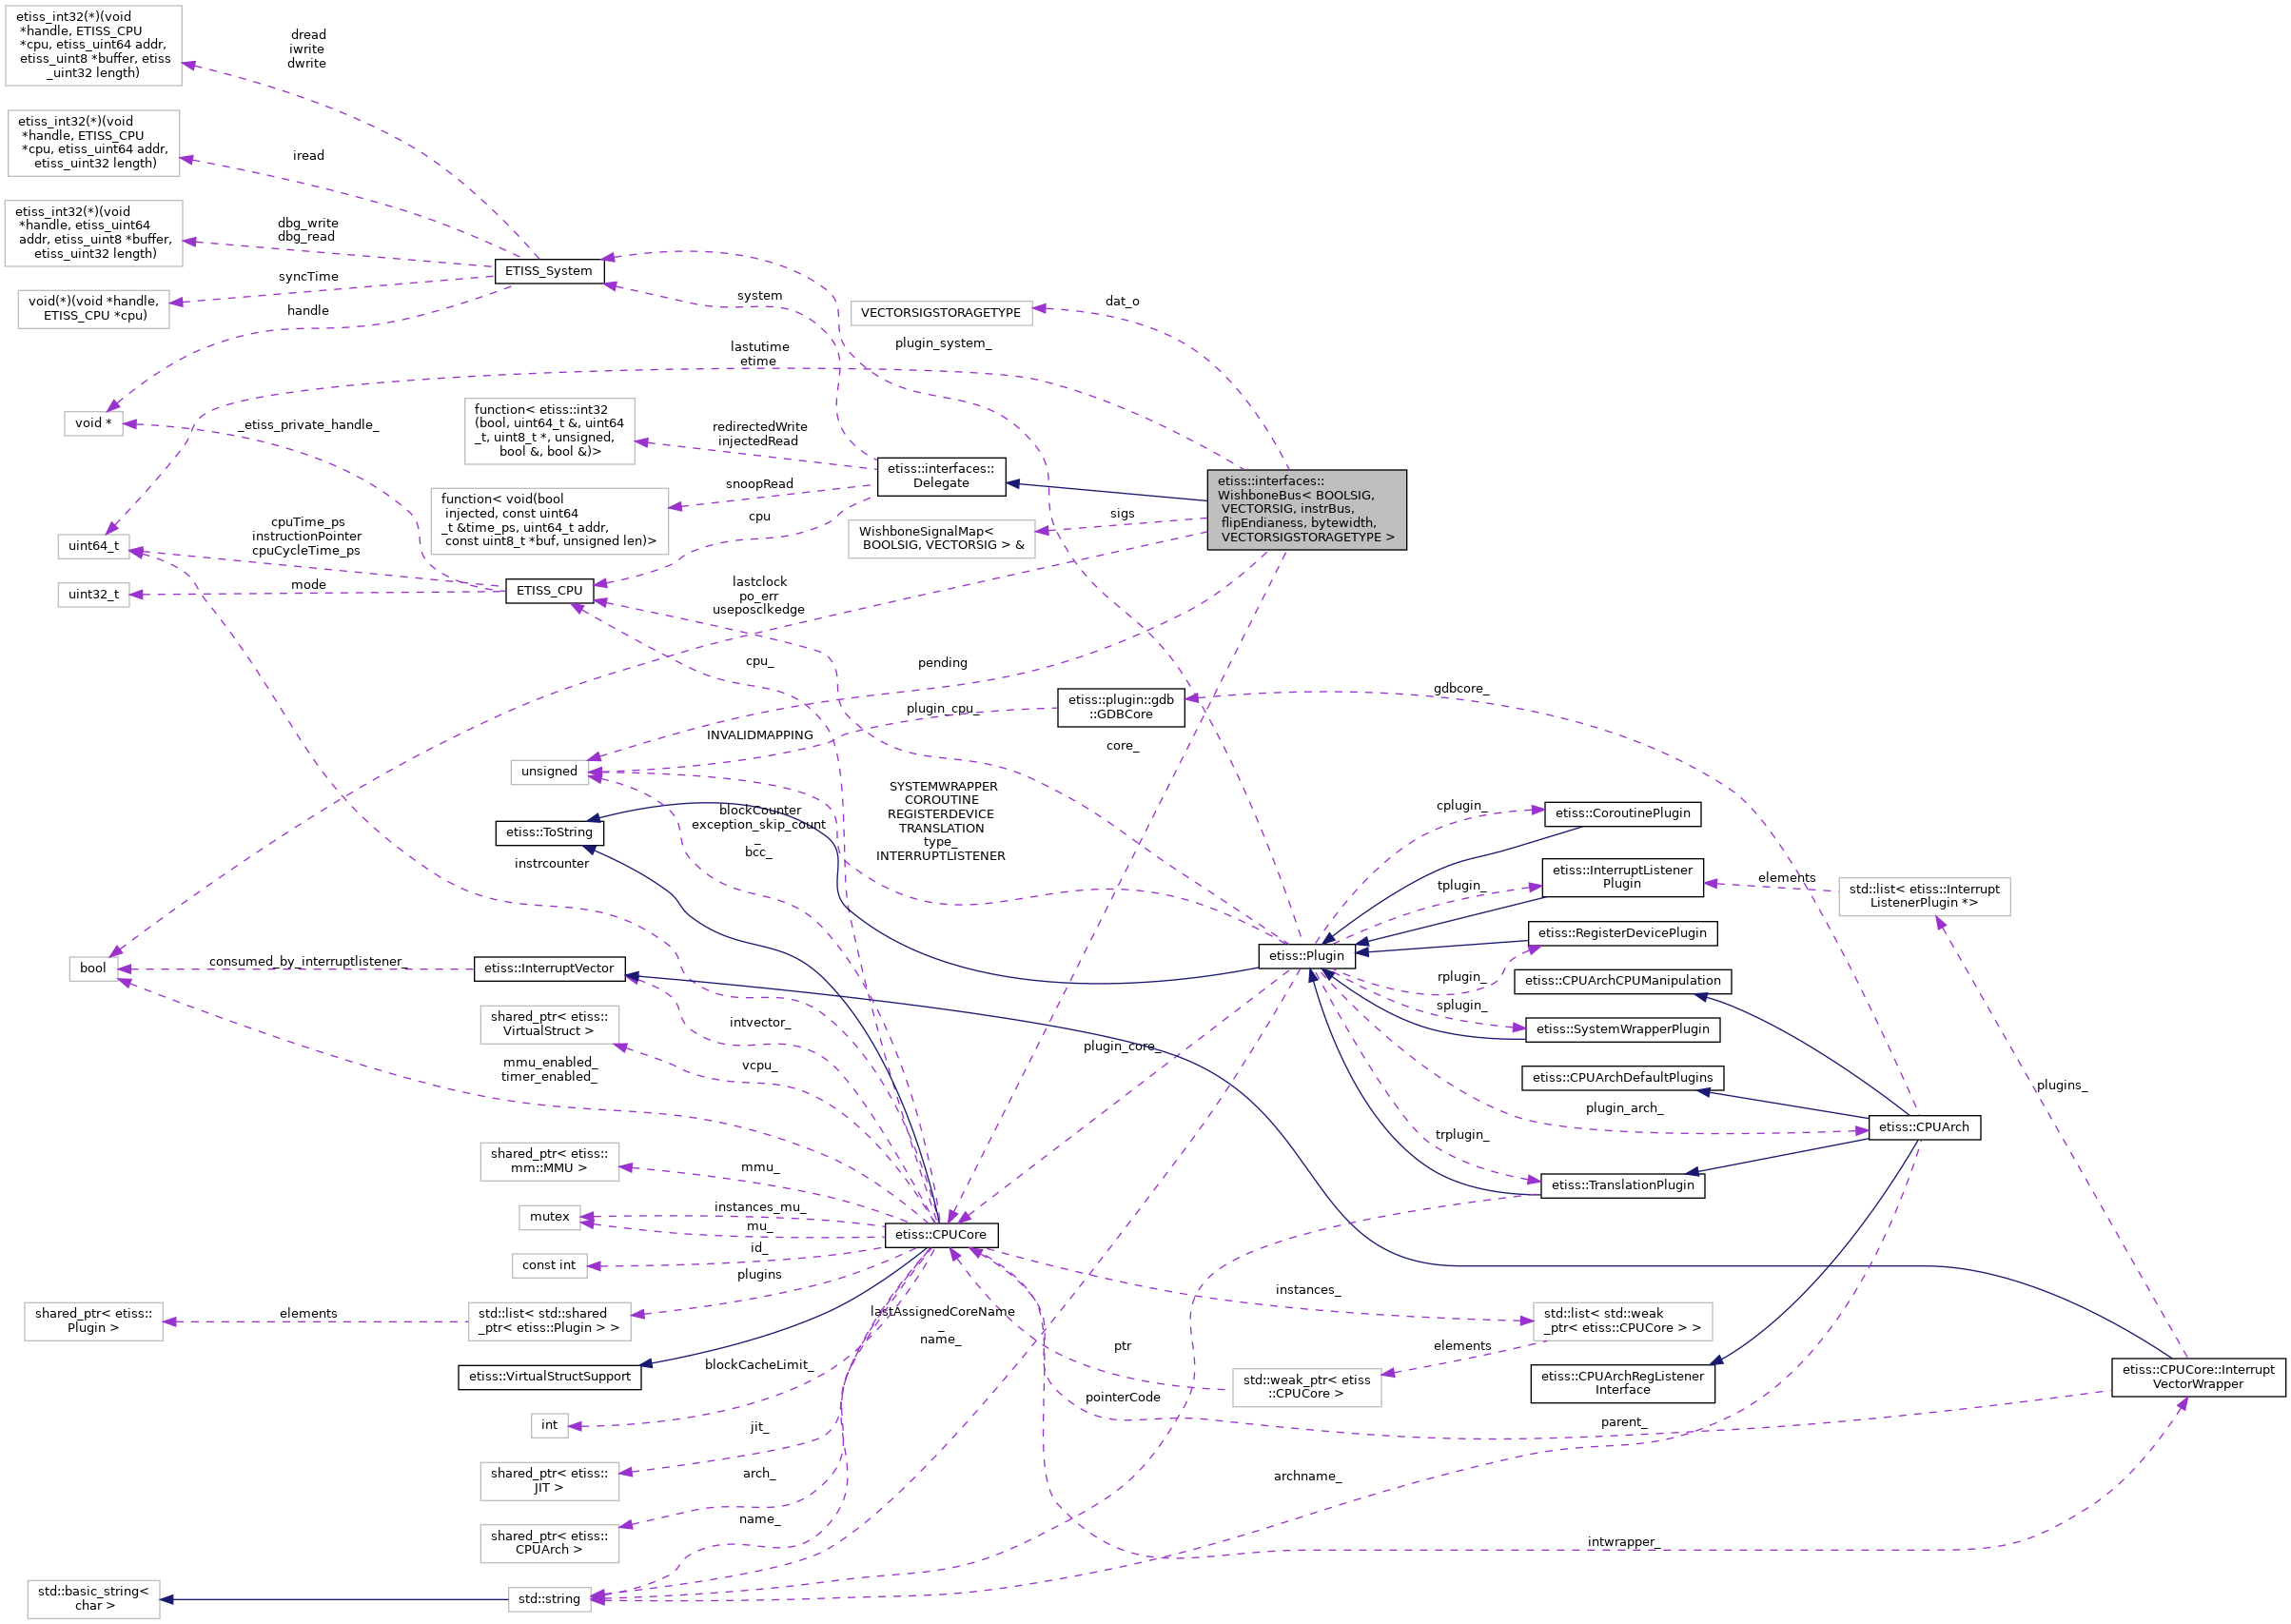 etiss_int32(*)(void
*handle, ETISS_CPU
*cpu, etiss_uint64 addr,
etiss_uint8 *buffer, etiss
_uint32 length)
dread
iwrite
dwrite
etiss_int32(*)(void
*handle, ETISS_CPU
*cpu, etiss_uint64 addr,
etiss_uint32 length)
iread
etiss_int32(*)(void
*handle, etiss_uint64
addr, etiss_uint8 *buffer,
etiss_uint32 length)
dbg_write
dbg_read
ETISS_System
syncTime
void(*)(void *handle,
ETISS_CPU *cpu)
handle
system
VECTORSIGSTORAGETYPE
dat_o
plugin_system_
lastutime
etime
void *
_etiss_private_handle_
function< etiss::int32
(bool, uint64_t &, uint64
_t, uint8_t *, unsigned,
bool &, bool &)>
redirectedWrite
injectedRead
etiss::interfaces::
Delegate
etiss::interfaces::
WishboneBus< BOOLSIG,
VECTORSIG, instrBus,
flipEndianess, bytewidth,
VECTORSIGSTORAGETYPE >
snoopRead
function< void(bool
injected, const uint64
_t &time_ps, uint64_t addr,
const uint8_t *buf, unsigned len)>
cpu
WishboneSignalMap<
BOOLSIG, VECTORSIG > &
sigs
uint64_t
cpuTime_ps
instructionPointer
cpuCycleTime_ps
uint32_t
mode
ETISS_CPU
lastclock
po_err
useposclkedge
cpu_
pending
etiss::plugin::gdb
::GDBCore
gdbcore_
plugin_cpu_
INVALIDMAPPING
core_
unsigned
SYSTEMWRAPPER
COROUTINE
REGISTERDEVICE
TRANSLATION
type_
INTERRUPTLISTENER
blockCounter
exception_skip_count
_
bcc_
etiss::ToString
instrcounter
cplugin_
etiss::CoroutinePlugin
tplugin_
etiss::InterruptListener
Plugin
elements
std::list< etiss::Interrupt
ListenerPlugin *>
etiss::RegisterDevicePlugin
etiss::Plugin
rplugin_
etiss::CPUArchCPUManipulation
splugin_
etiss::SystemWrapperPlugin
bool
consumed_by_interruptlistener_
etiss::InterruptVector
shared_ptr< etiss::
VirtualStruct >
intvector_
plugin_core_
mmu_enabled_
timer_enabled_
vcpu_
etiss::CPUArchDefaultPlugins
plugins_
plugin_arch_
etiss::CPUArch
trplugin_
shared_ptr< etiss::
mm::MMU >
mmu_
etiss::TranslationPlugin
mutex
instances_mu_
mu_
etiss::CPUCore
const int
id_
plugins
instances_
shared_ptr< etiss::
Plugin >
elements
std::list< std::shared
_ptr< etiss::Plugin > >
lastAssignedCoreName
_
name_
std::list< std::weak
_ptr< etiss::CPUCore > >
ptr
elements
etiss::VirtualStructSupport
blockCacheLimit_
std::weak_ptr< etiss
::CPUCore >
etiss::CPUArchRegListener
Interface
etiss::CPUCore::Interrupt
VectorWrapper
pointerCode
int
jit_
parent_
shared_ptr< etiss::
JIT >
arch_
archname_
name_
shared_ptr< etiss::
CPUArch >
intwrapper_
std::basic_string<
char >
std::string